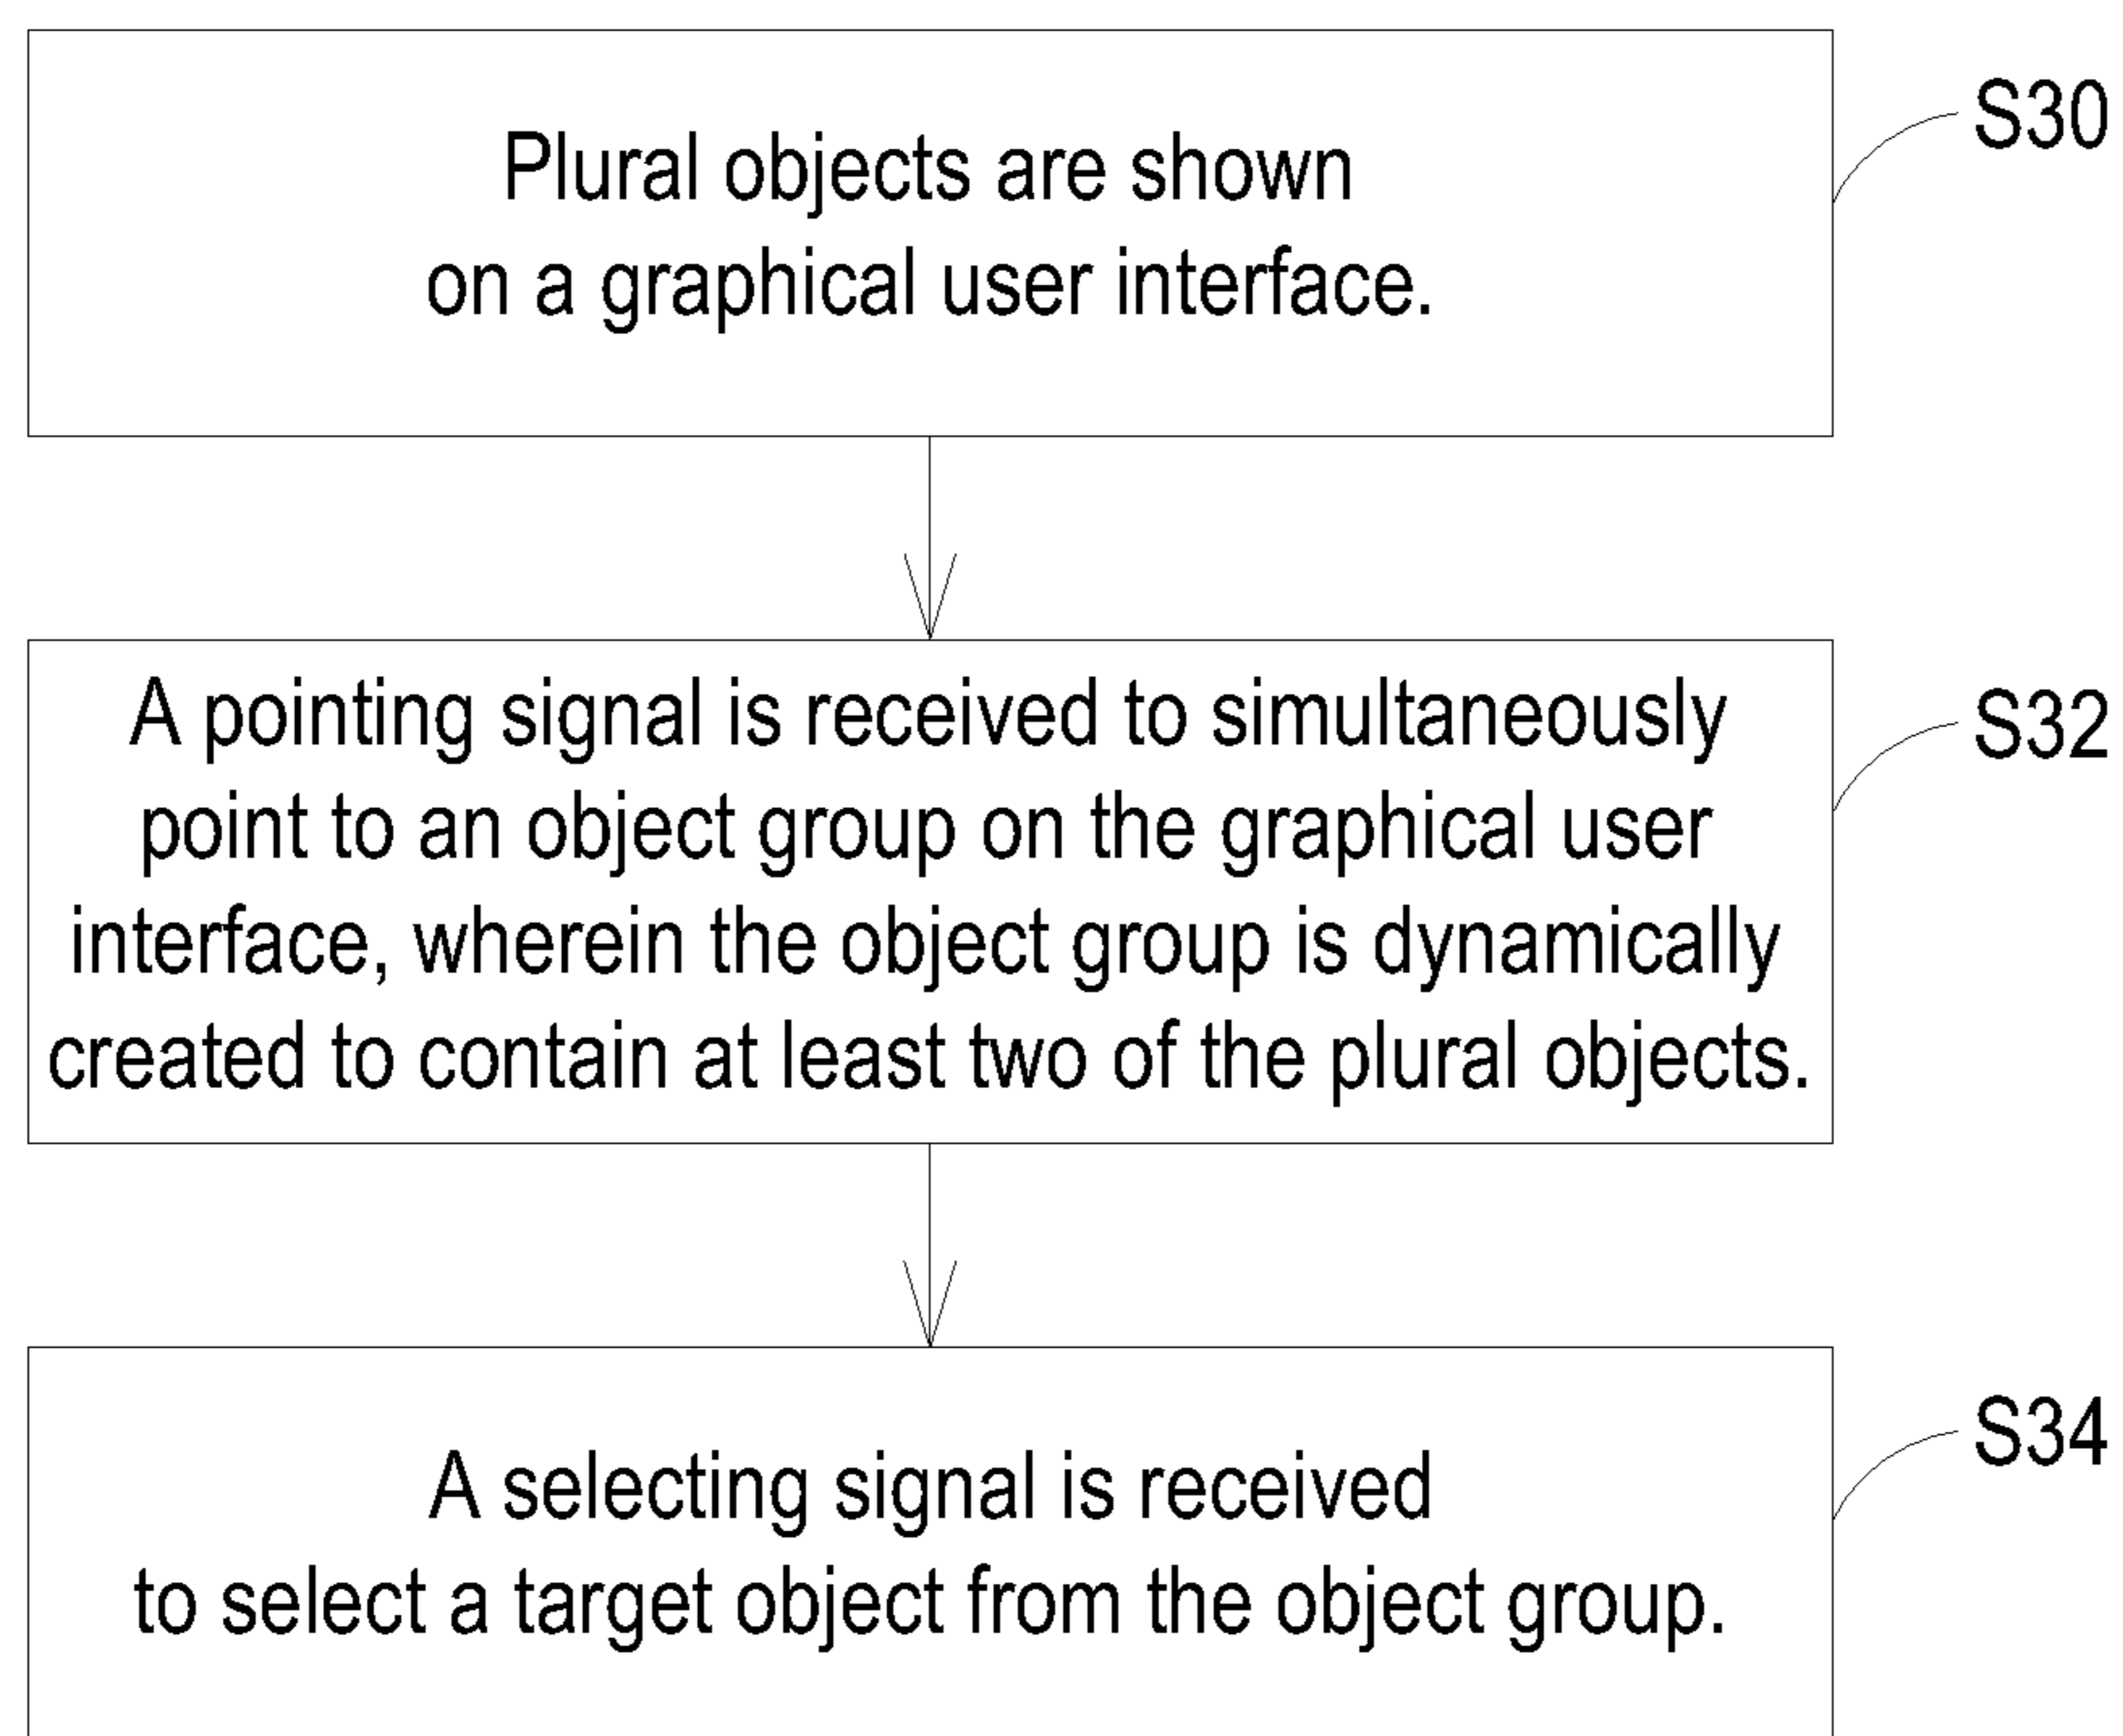 Plural objects are shown
on a graphical user interface.
S30
A pointing signal is received to simultaneously
point to an object group on the graphical user
interface, wherein the object group is dynamically
created to contain at least two of the plural objects.
S32
A selecting signal is received
to select a target object from the object group.
S34